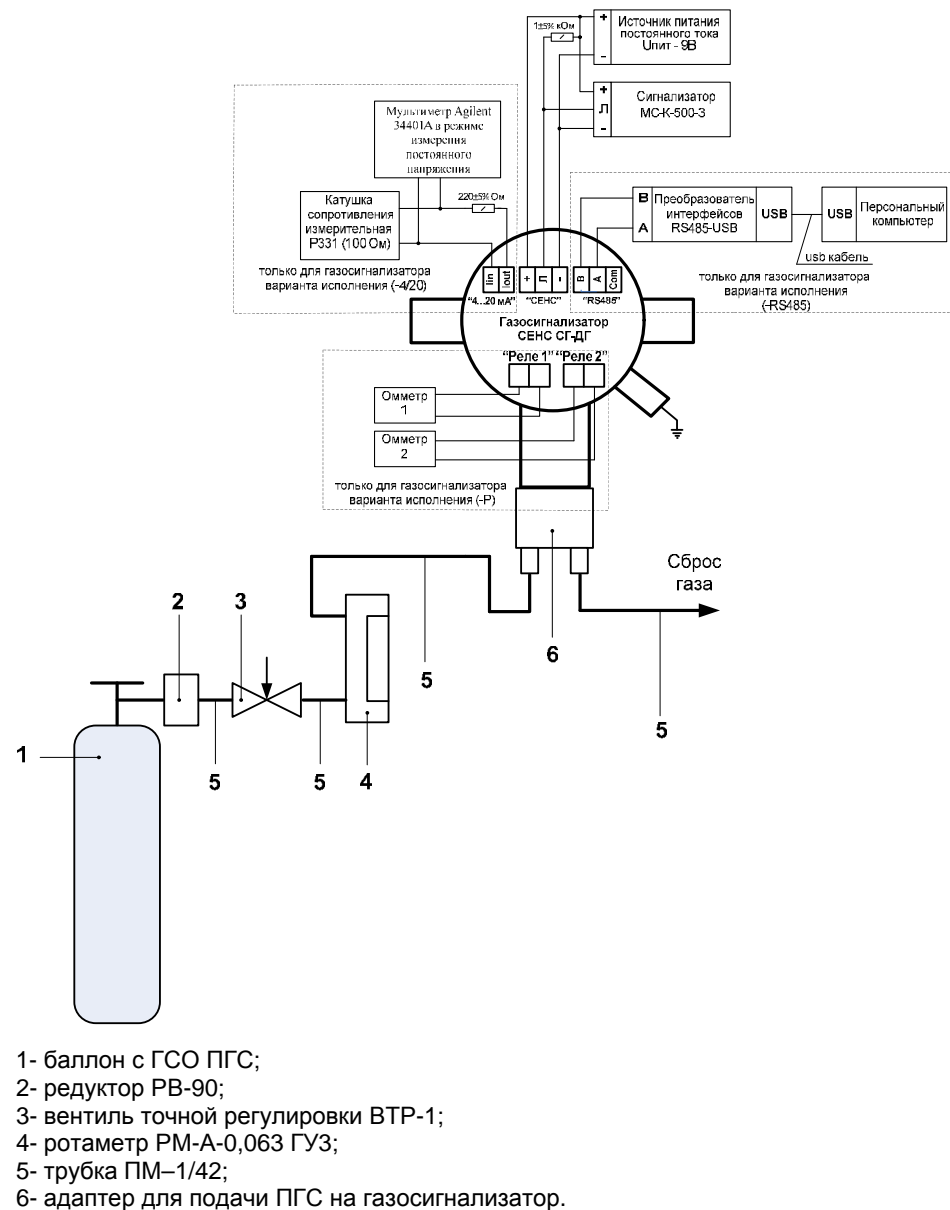 1±5% кОм
+
-
Источник питания
постоянного тока
Uпит - 9В
+
Л
-
Сигнализатор
МС-К-500-3
Мультиметр Agilent
34401А в режиме
измерения
постоянного
напряжения
220±5% Ом
Катушка
сопротивления
измерительная
Р331 (100 Ом)
только для газосигнализатора
варианта исполнения (-4/20)
В
А
Преобразователь
интерфейсов
RS485-USB
USB
USB
Персональный
компьютер
usb кабель
только для газосигнализатора
варианта исполнения
(-RS485)
Iin
Iout
+
Л
-
В
А
Com
"4...20 мА"
"СЕНС"
"RS485"
Газосигнализатор
СЕНС СГ-ДГ
"Реле 1"
"Реле 2"
Омметр
1
Омметр
2
только для газосигнализатора
варианта исполнения (-Р)
Сброс
газа
2
3
5
6
5
1
5
5
4
1- баллон с ГСО ПГС;
2- редуктор РВ-90;
3- вентиль точной регулировки ВТР-1;
4- ротаметр РМ-А-0,063 ГУЗ;
5- трубка ПМ–1/42;
6- адаптер для подачи ПГС на газосигнализатор.